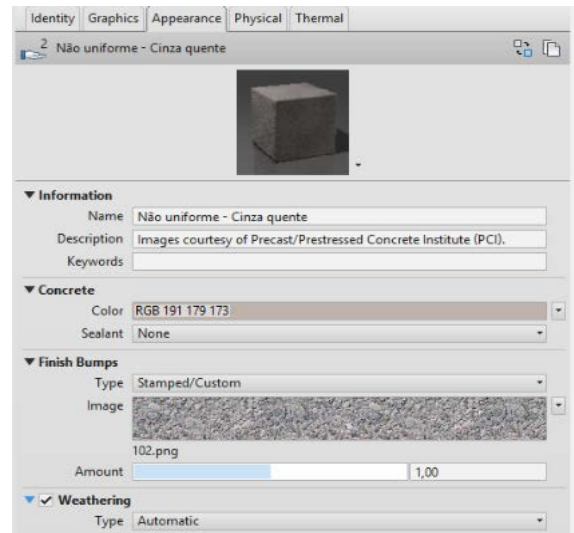 Identity Graphics Appearance Physical Thermal
2 Não uniforme - Cinza quente
Information
Name Não uniforme - Cinza quente
Description Images courtesy of Precast/Prestressed Concrete Institute (PCI).
Keywords
Concrete
Color RGB 191 179 173
Sealant None
Finish Bumps
Type Stamped/Custom
Image
102.png
Amount 1,00
Weathering
Type Automatic